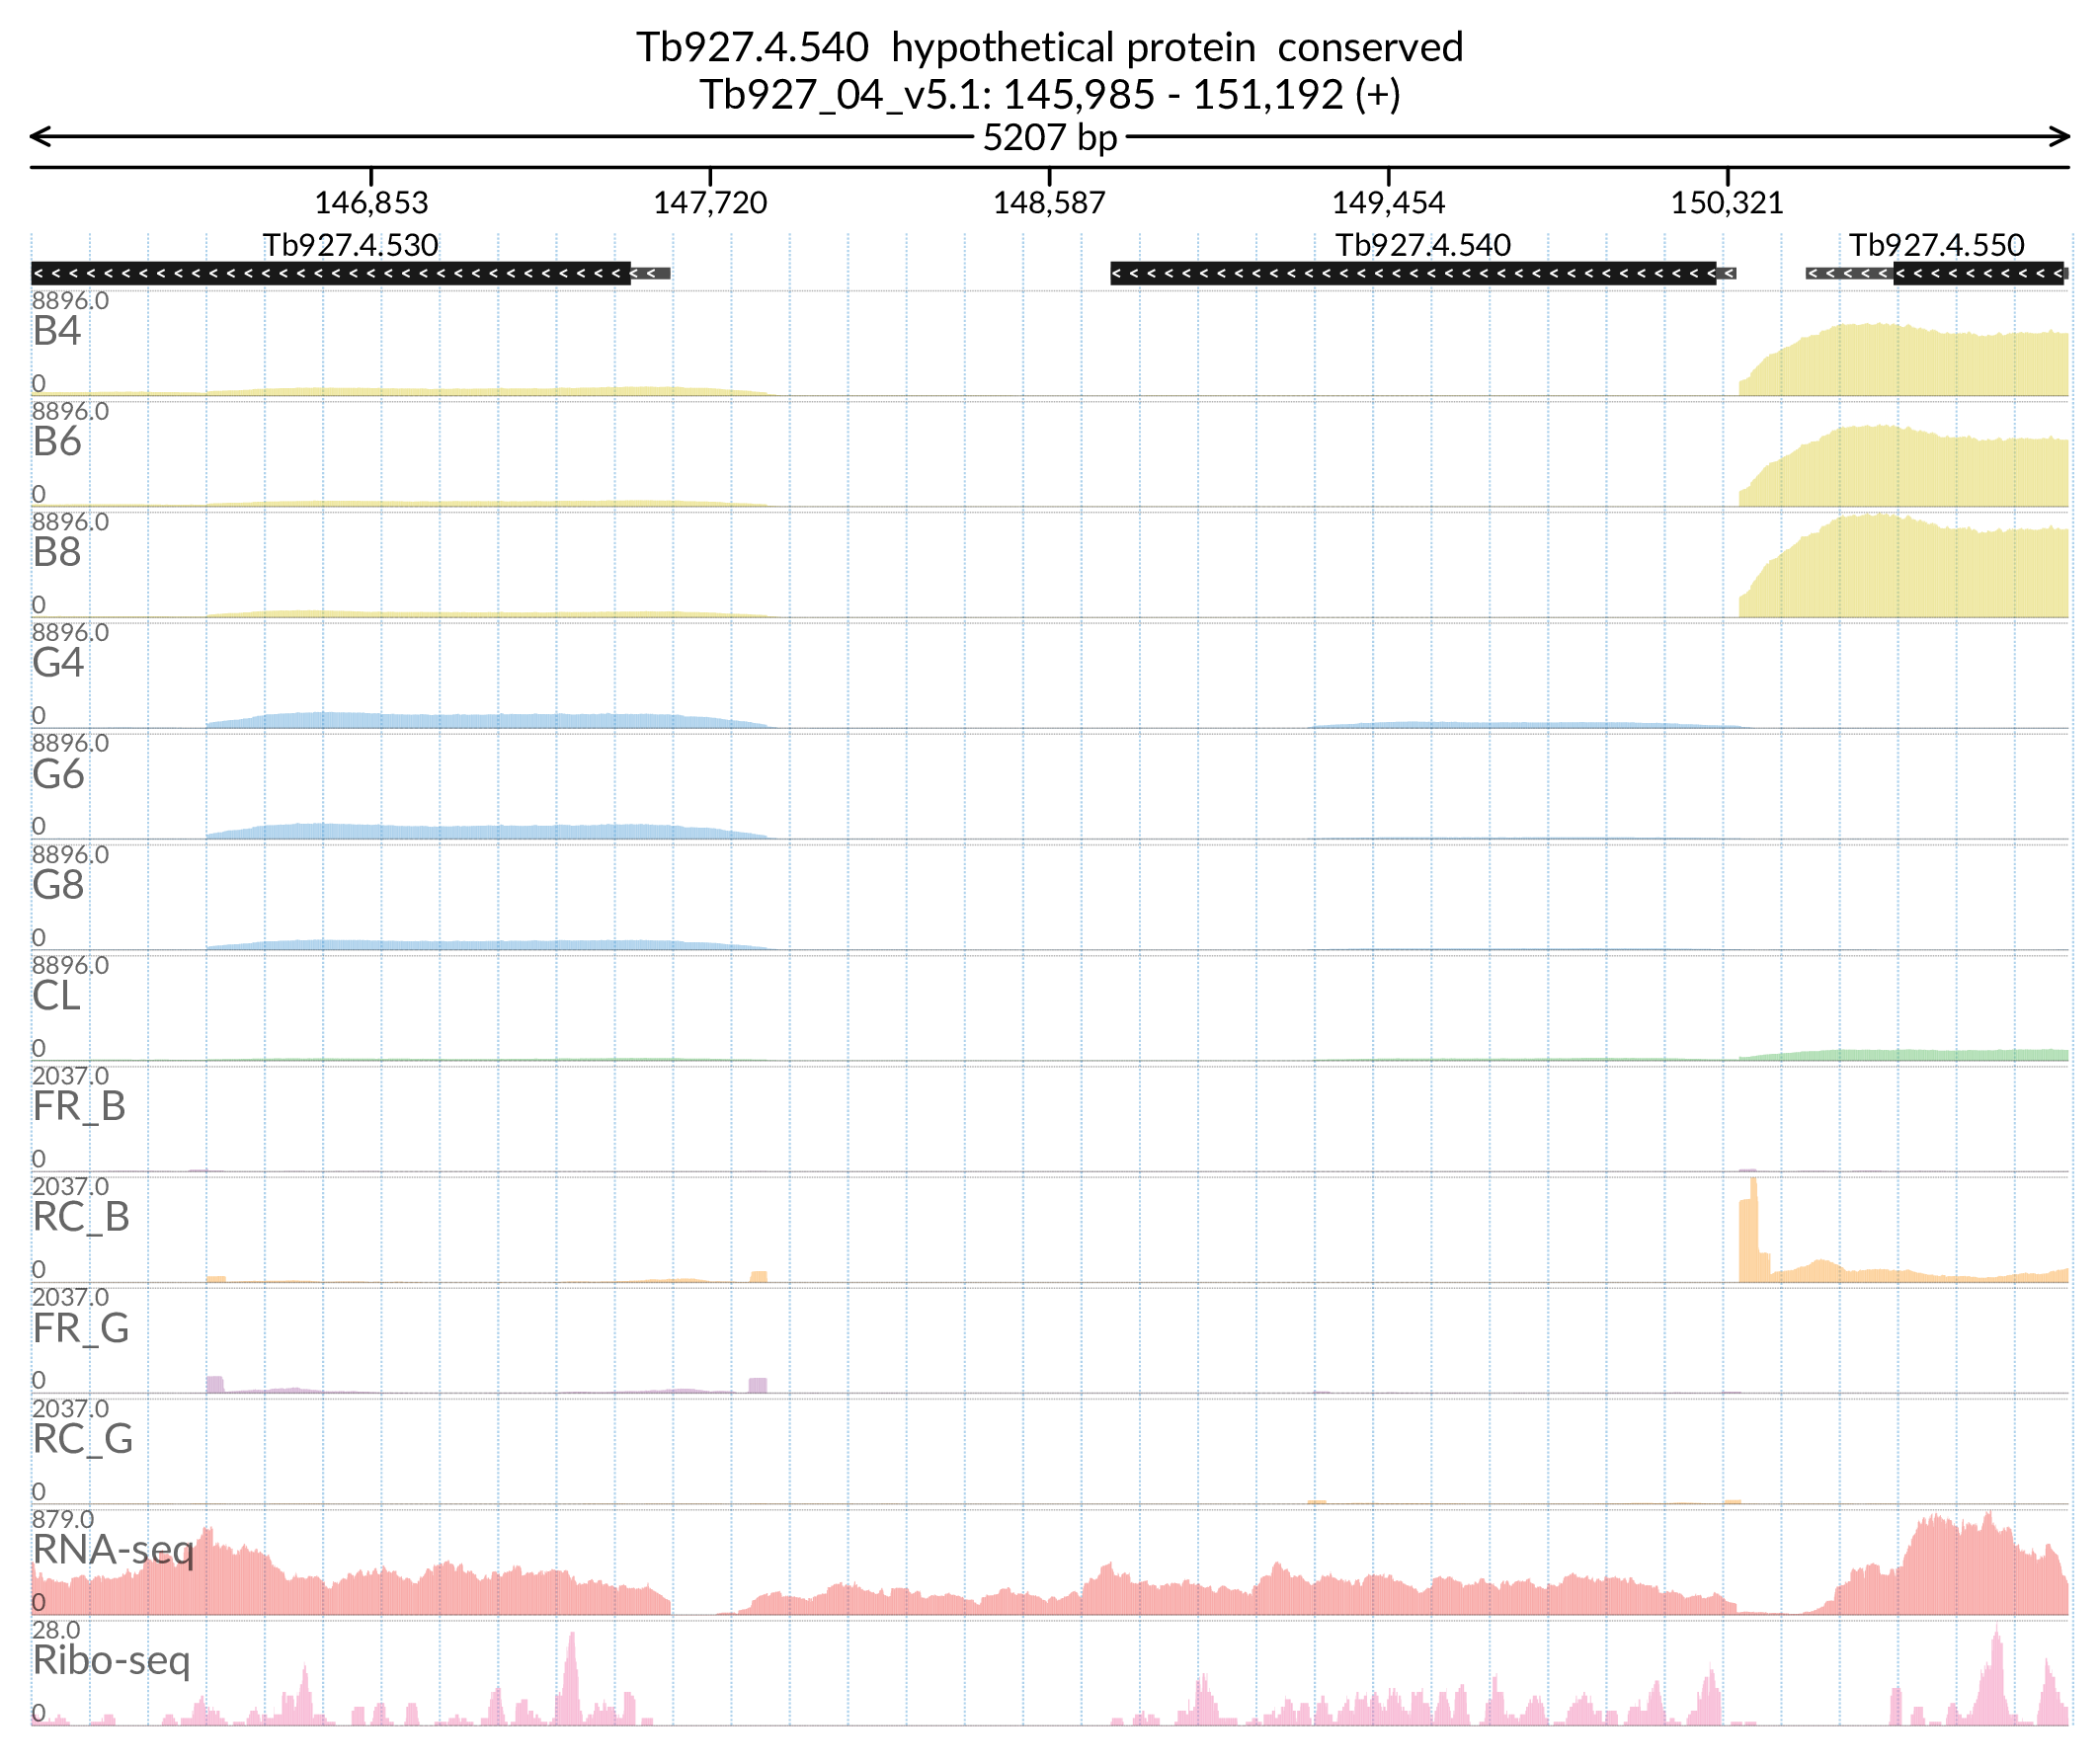 Tb927.4.540 hypothetical protein conserved
Tb927_04_v5.1: 145,985 - 151,192 (+)
5207 bp
146,853 147,720 148,587 149,454 150,321
Tb927.4.530 Tb927.4.540 Tb927.4.550
8896.0
B4
0
8896.0
B6
0
8896.0
B8
0
8896.0
G4
0
8896.0
G6
0
8896.0
G8
0
8896.0
CL
0
2037.0
FR_B
0
2037.0
RC_B
0
2037.0
FR_G
0
2037.0
RC_G
0
879.0
RNA-seq
0
28.0
Ribo-seq
0